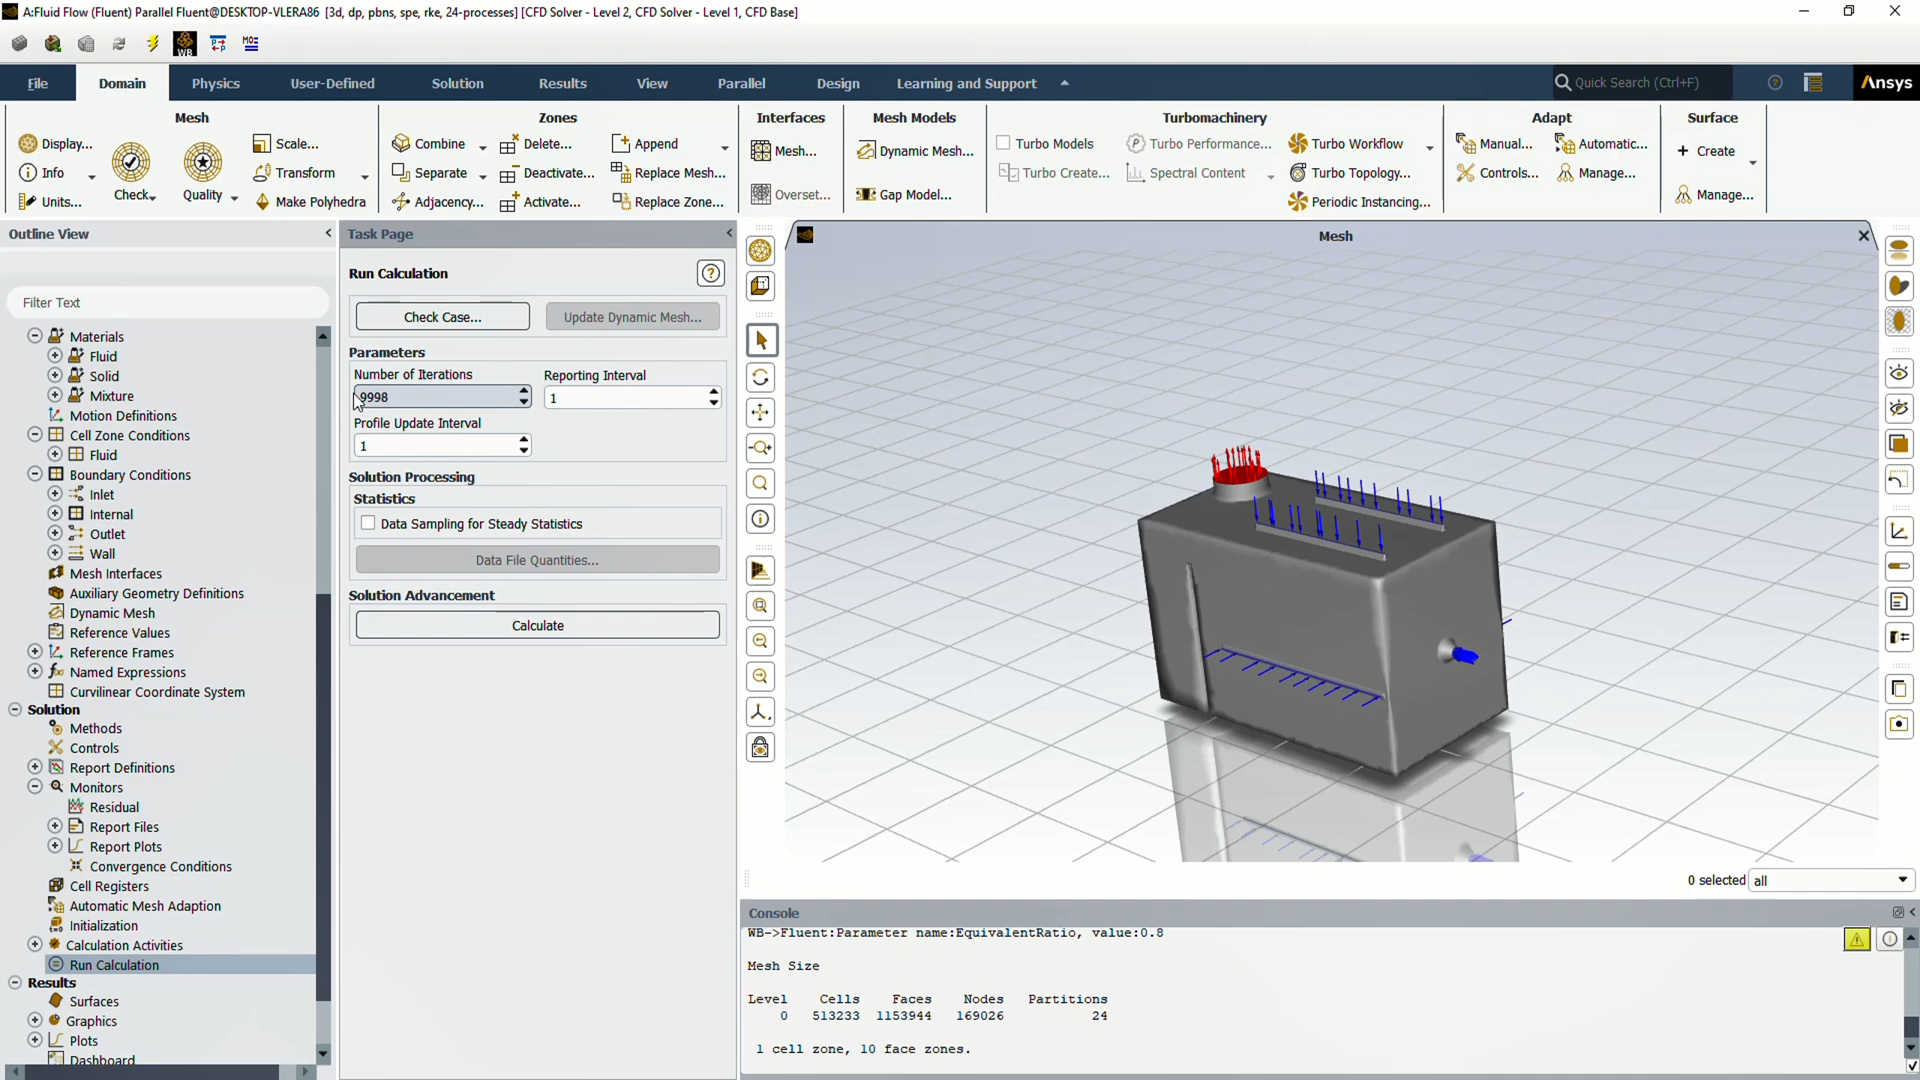 A:Fluid Flow (Fluent) Parallel Fluent@DESKTOP-VLERA86 [3d, dp, pbns, spe, rke, 24-processes] [CFD Solver - Level 2, CFD Solver - Level 1, CFD Base]
WB
File Domain Physics User-Defined Solution Results View Parallel Design Learning and Support Quick Search (Ctrl+F) Ansys
Mesh
Display...
Info
Units...
Check
Quality
Scale...
Transform
Make Polyhedra
Zones
Combine
Separate
Adjacency...
Delete...
Deactivate...
Activate...
Append
Replace Mesh...
Replace Zone...
Interfaces
Mesh...
Overset...
Mesh Models
Dynamic Mesh...
Gap Model...
Turbomachinery
Turbo Models
Turbo Create...
Turbo Performance...
Spectral Content
Turbo Workflow
Turbo Topology...
Periodic Instancing...
Adapt
Manual...
Controls...
Automatic...
Manage...
Surface
Create
Manage...
Outline View
Filter Text
Materials
Fluid
Solid
Mixture
Motion Definitions
Cell Zone Conditions
Fluid
Boundary Conditions
Inlet
Internal
Outlet
Wall
Mesh Interfaces
Auxiliary Geometry Definitions
Dynamic Mesh
Reference Values
Reference Frames
Named Expressions
Curvilinear Coordinate System
Solution
Methods
Controls
Report Definitions
Monitors
Residual
Report Files
Report Plots
Convergence Conditions
Cell Registers
Automatic Mesh Adaption
Initialization
Calculation Activities
Run Calculation
Results
Surfaces
Graphics
Plots
Dashboard
Task Page
Run Calculation
Check Case...
Update Dynamic Mesh...
Parameters
Number of Iterations
9998
Reporting Interval
1
Profile Update Interval
1
Solution Processing
Statistics
Data Sampling for Steady Statistics
Data File Quantities...
Solution Advancement
Calculate
Mesh
0 selected all
Console
WB->Fluent:Parameter name:EquivalentRatio, value:0.8
Mesh Size
Level Cells Faces Nodes Partitions
0 513233 1153944 169026 24
1 cell zone, 10 face zones.